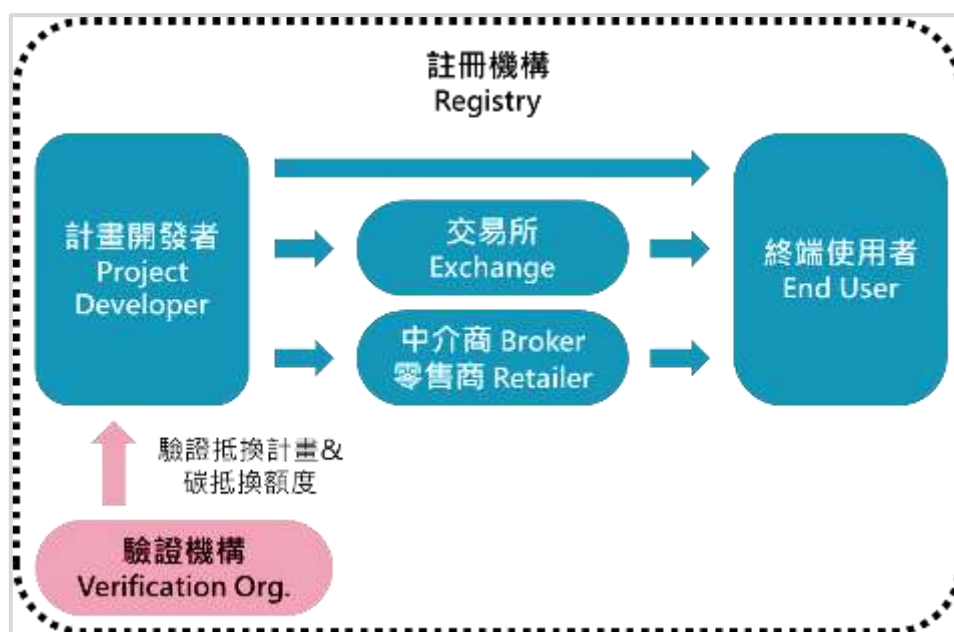 註冊機構
Registry
計畫開發者
Project
Developer
交易所
Exchange
中介商 Broker
零售商 Retailer
終端使用者
End User
驗證抵換計畫&
碳抵換額度
驗證機構
Verification Org.